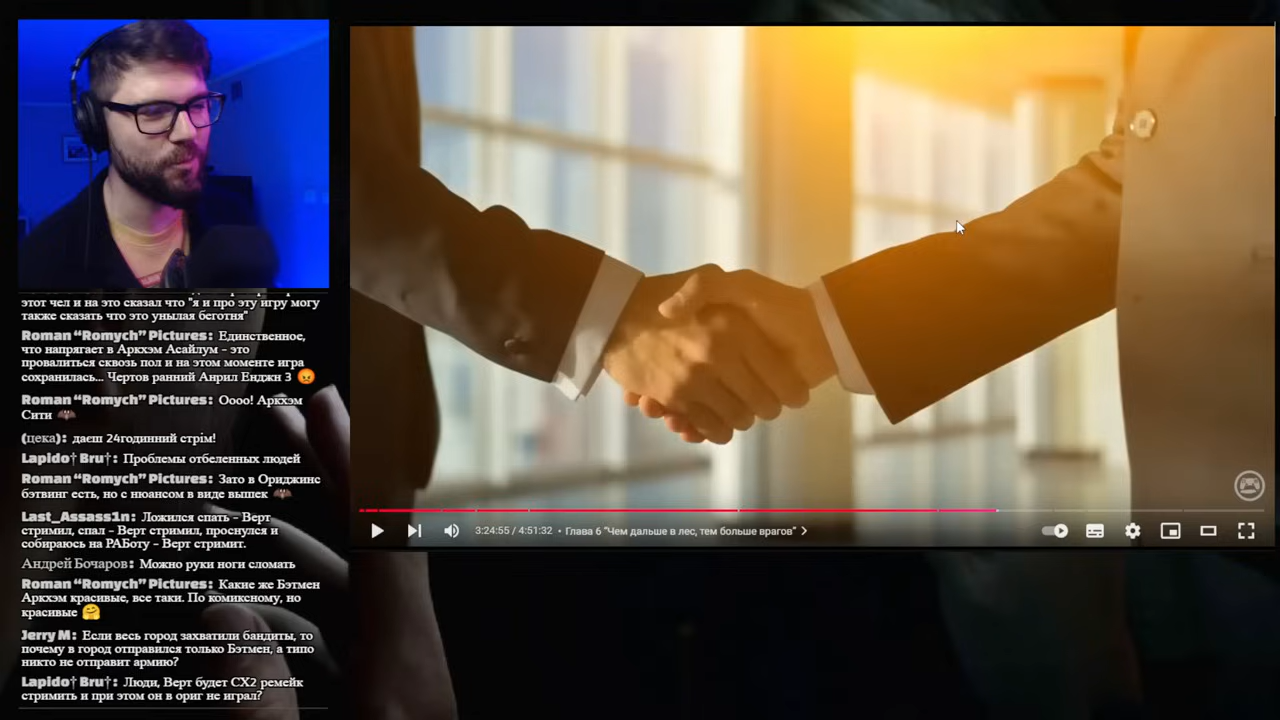 этот чел и на это сказал что "я и про эту игру могу
также сказать что это унылая беготня"
Roman “Romych” Pictures: Единственное,
что напрягает в Аркхэм Асайлум - это
провалиться сквозь пол и на этом моменте игра
сохранилась... Чертов ранний Анрил Енджн 3
Roman “Romych” Pictures: Оооо! Аркхэм
Сити
(цека): даєш 24годинний стрім!
Lapido† Bru†: Проблемы отбеленных людей
Roman “Romych” Pictures: Зато в Ориджинс
бэтвинг есть, но с нюансом в виде вышек
Last_Assass1n: Ложился спать - Верт
стримил, спал - Верт стримил, проснулся и
собираюсь на РАБоту - Верт стримит.
Андрей Бочаров: Можно руки ноги сломать
Roman “Romych” Pictures: Какие же Бэтмен
Аркхэм красивые, все таки. По комиксному, но
красивые
Jerry M: Если весь город захватили бандиты, то
почему в город отправился только Бэтмен, а типо
никто не отправит армию?
Lapido† Bru†: Люди, Верт будет СХ2 ремейк
стримить и при этом он в ориг не играл?
3:24:55 / 4:51:32 • Глава 6 "Чем дальше в лес, тем больше врагов"